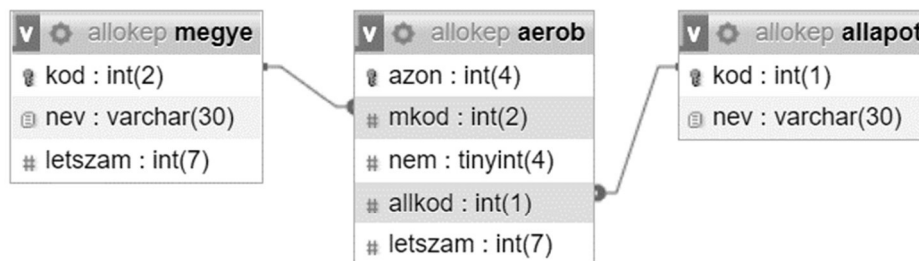 v allokep megye
kod : int(2)
nev : varchar(30)
# letszam : int(7)
v allokep aerob
azon : int(4)
# mkod : int(2)
# nem : tinyint(4)
# allkod : int(1)
# letszam : int(7)
v allokep allapot
kod : int(1)
nev : varchar(30)